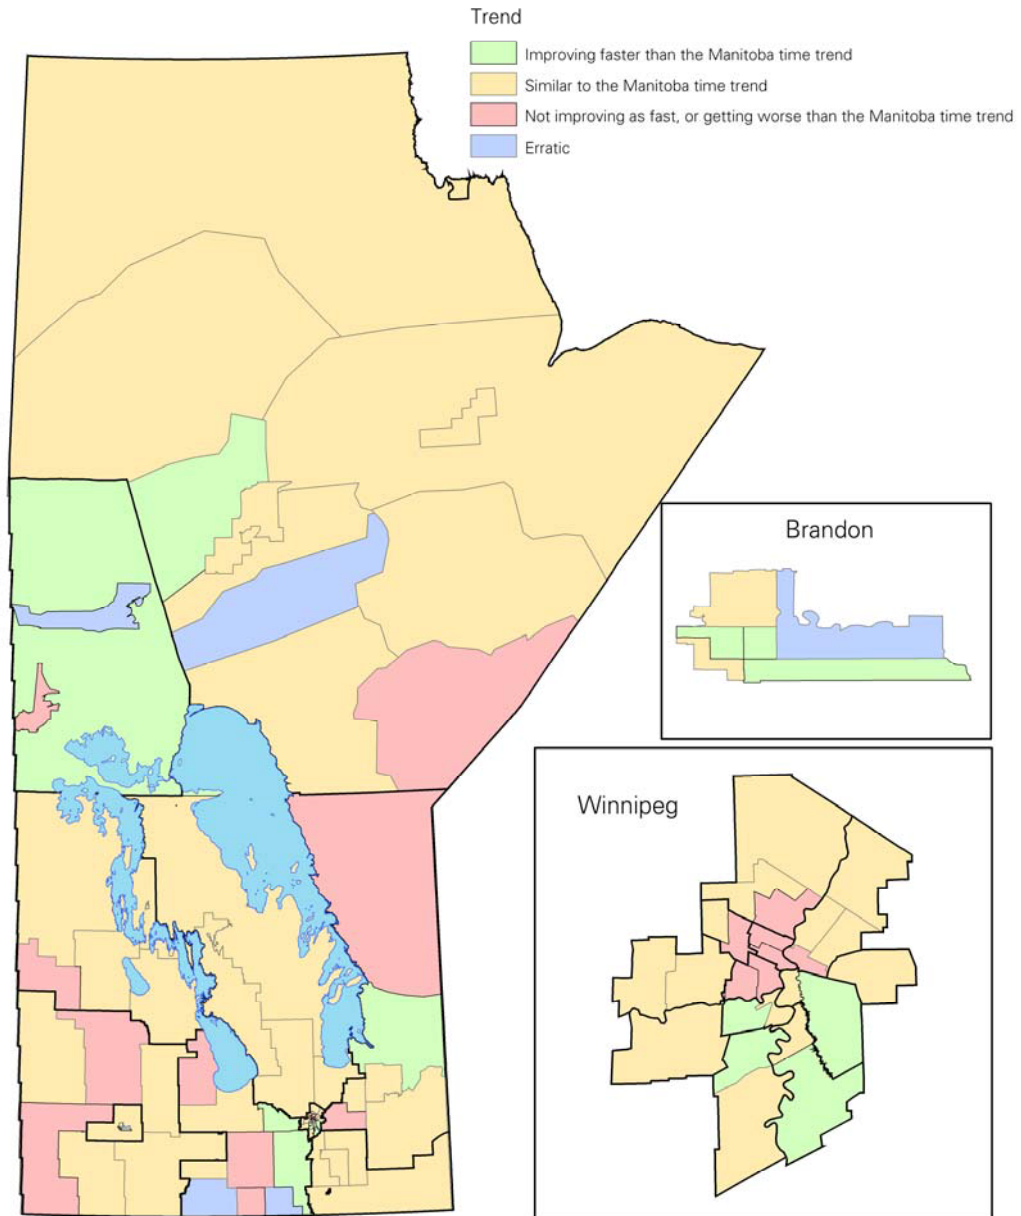 Trend
Improving faster than the Manitoba time trend
Similar to the Manitoba time trend
Not improving as fast, or getting worse than the Manitoba time trend
Erratic
Brandon
Winnipeg